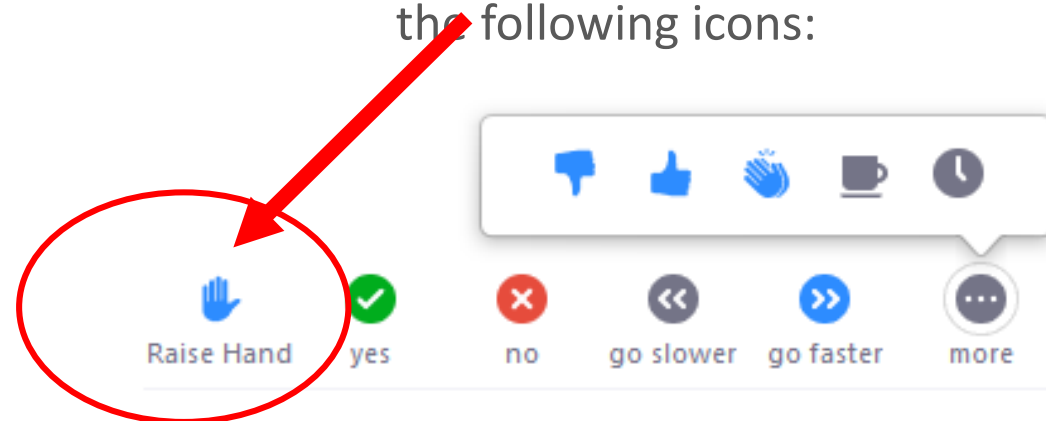 the following icons:
Raise Hand yes no go slower go faster more